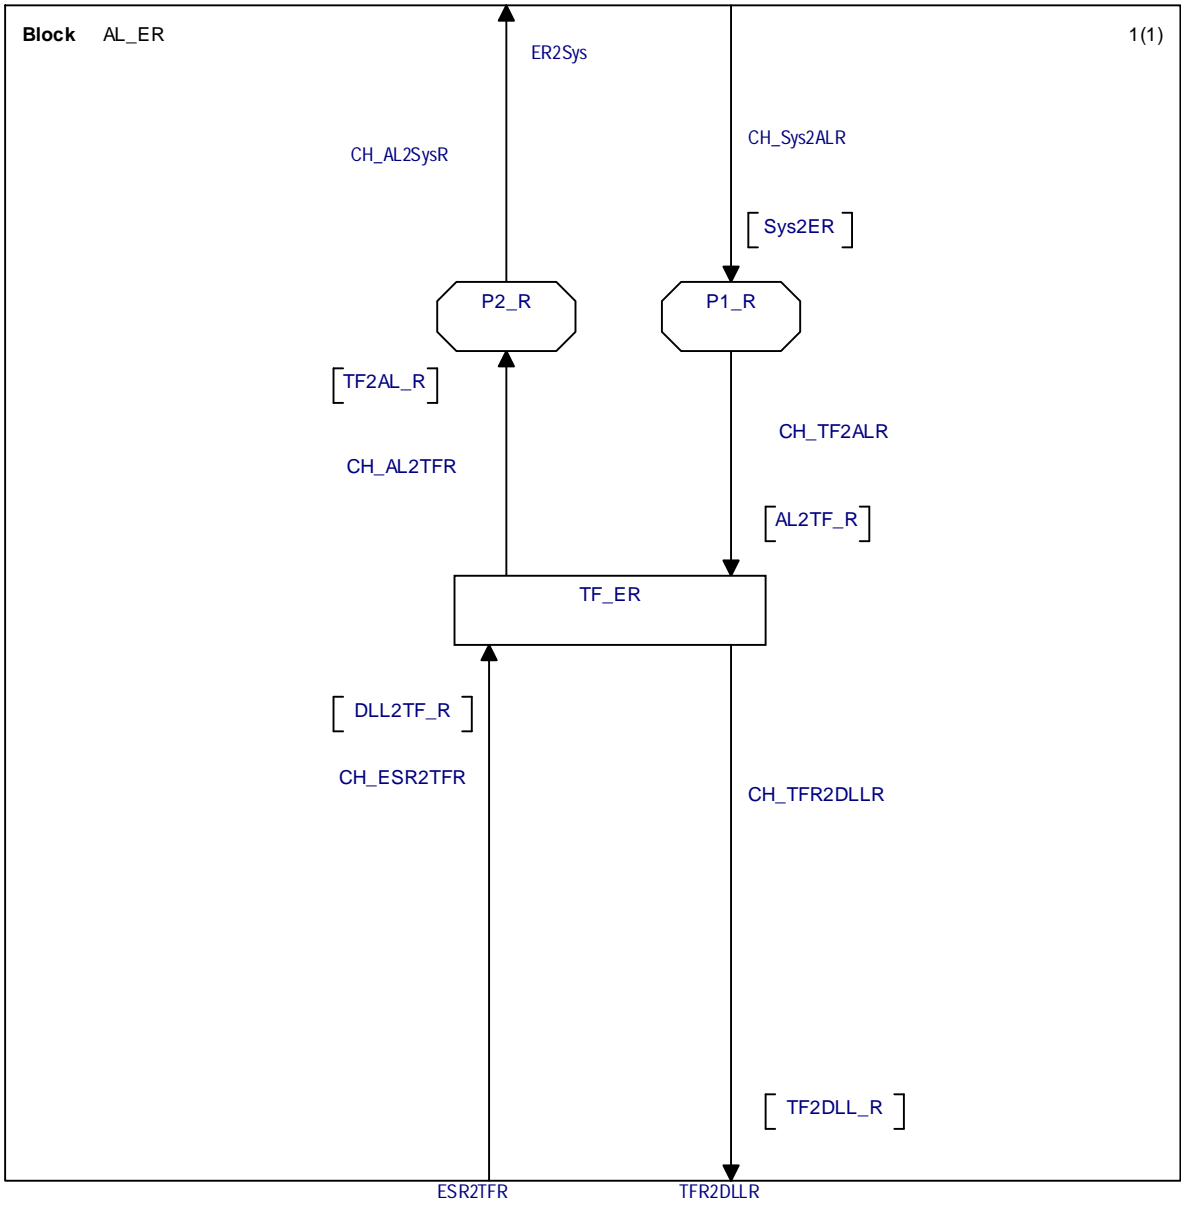 Block AL_ER 1(1)
ER2Sys
CH_Sys2ALR
CH_AL2SysR
Sys2ER
P2_R P1_R
TF2AL_R
CH_TF2ALR
CH_AL2TFR
AL2TF_R
TF_ER
DLL2TF_R
CH_ESR2TFR
CH_TFR2DLLR
TF2DLL_R
ESR2TFR TFR2DLLR